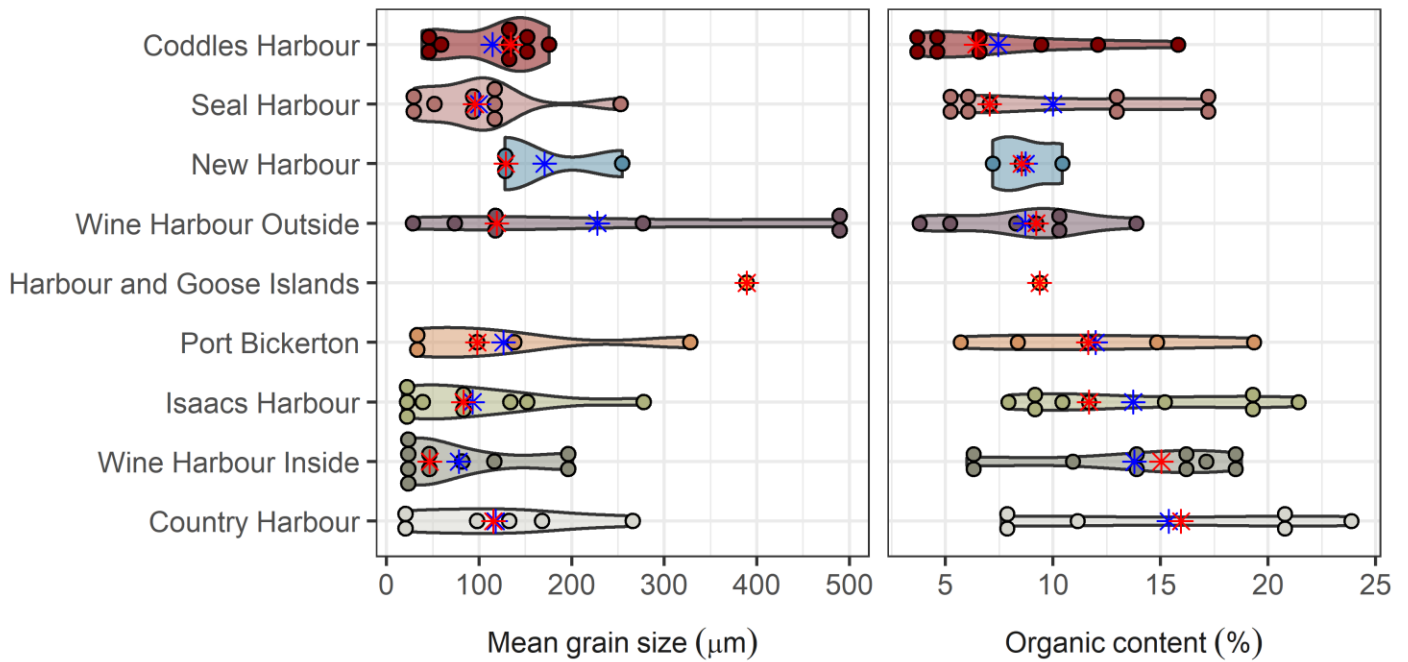 Coddles Harbour
Seal Harbour
New Harbour
Wine Harbour Outside
Harbour and Goose Islands
Port Bickerton
Isaacs Harbour
Wine Harbour Inside
Country Harbour
0 100 200 300 400 500
5 10 15 20 25
Mean grain size (μm)
Organic content (%)